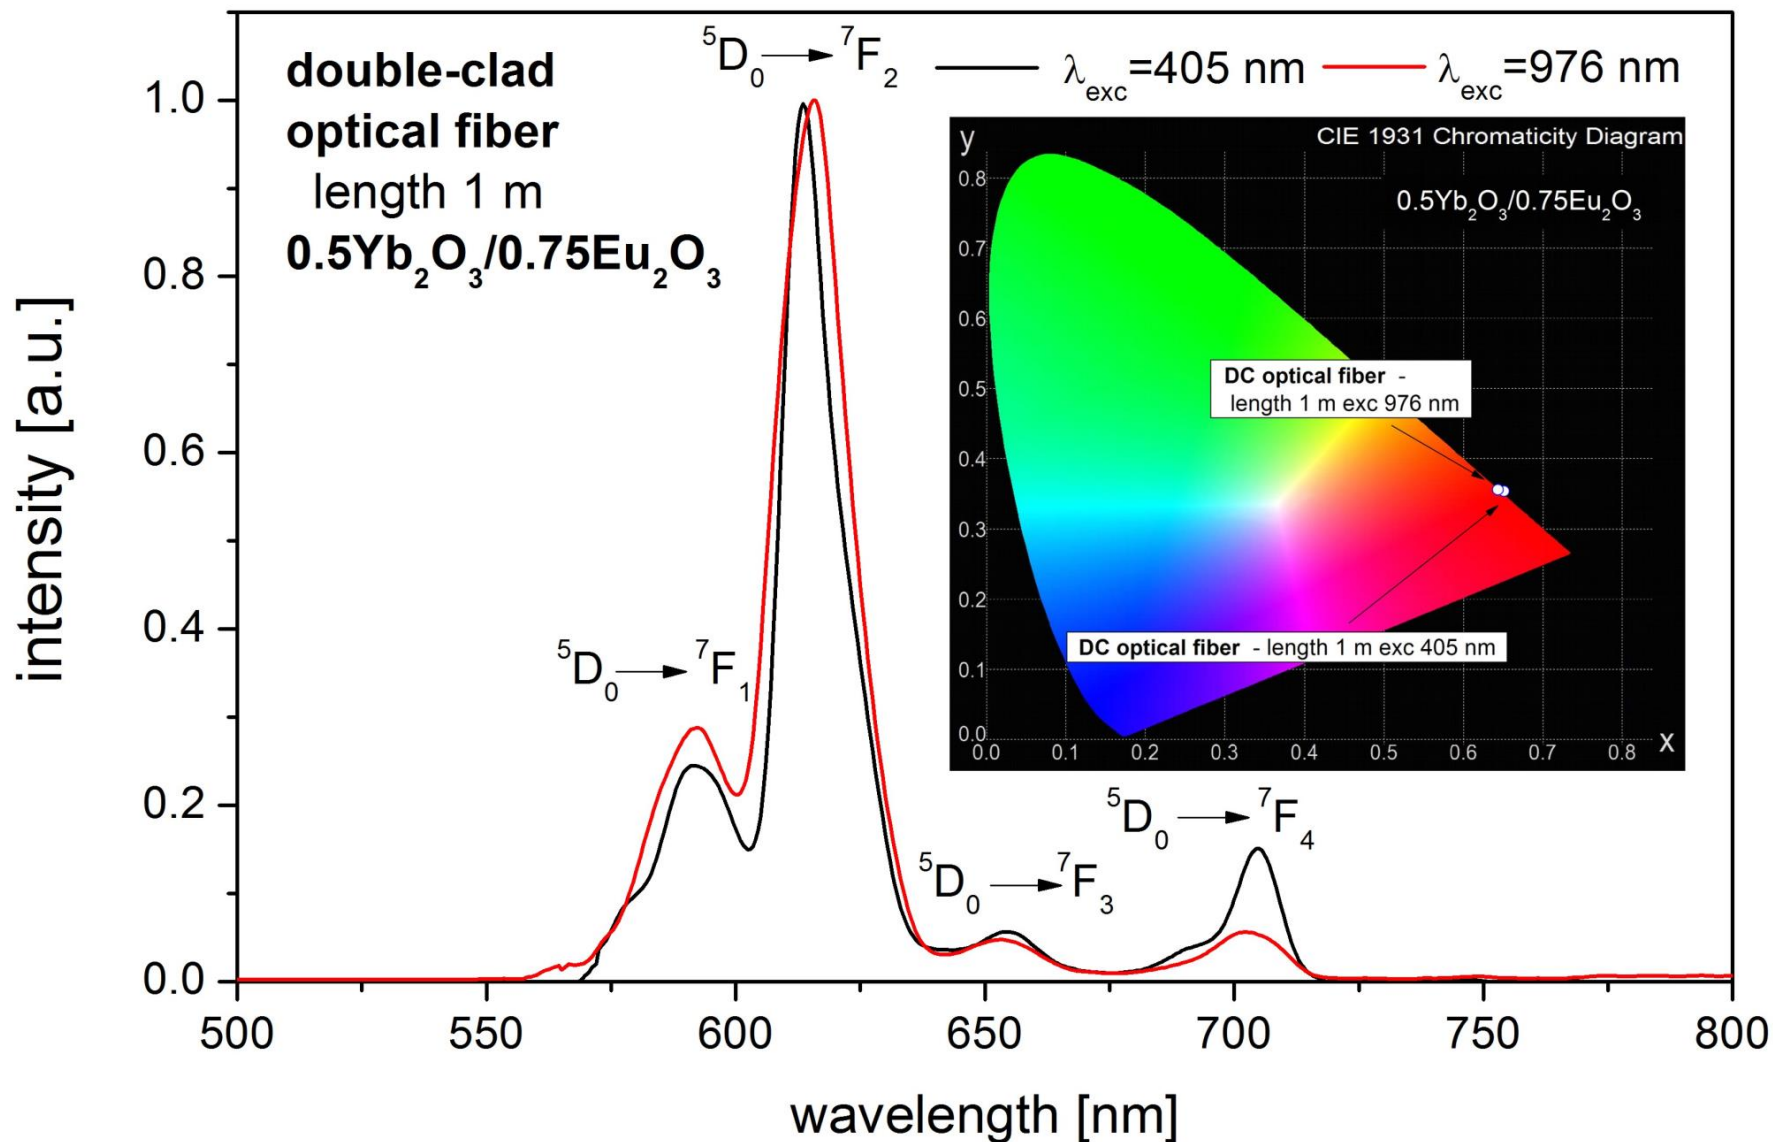 ⁵D₀ → ⁷F₂
λexc=405 nm
λexc=976 nm
double-clad
optical fiber
length 1 m
0.5Yb₂O₃/0.75Eu₂O₃
CIE 1931 Chromaticity Diagram
0.5Yb₂O₃/0.75Eu₂O₃
y
0.8
0.7
0.6
0.5
0.4
0.3
0.2
0.1
0.0
DC optical fiber -
length 1 m exc 976 nm
DC optical fiber - length 1 m exc 405 nm
0.0 0.1 0.2 0.3 0.4 0.5 0.6 0.7 0.8 x
⁵D₀ → ⁷F₁
⁵D₀ → ⁷F₃
⁵D₀ → ⁷F₄
intensity [a.u.]
1.0
0.8
0.6
0.4
0.2
0.0
500 550 600 650 700 750 800
wavelength [nm]